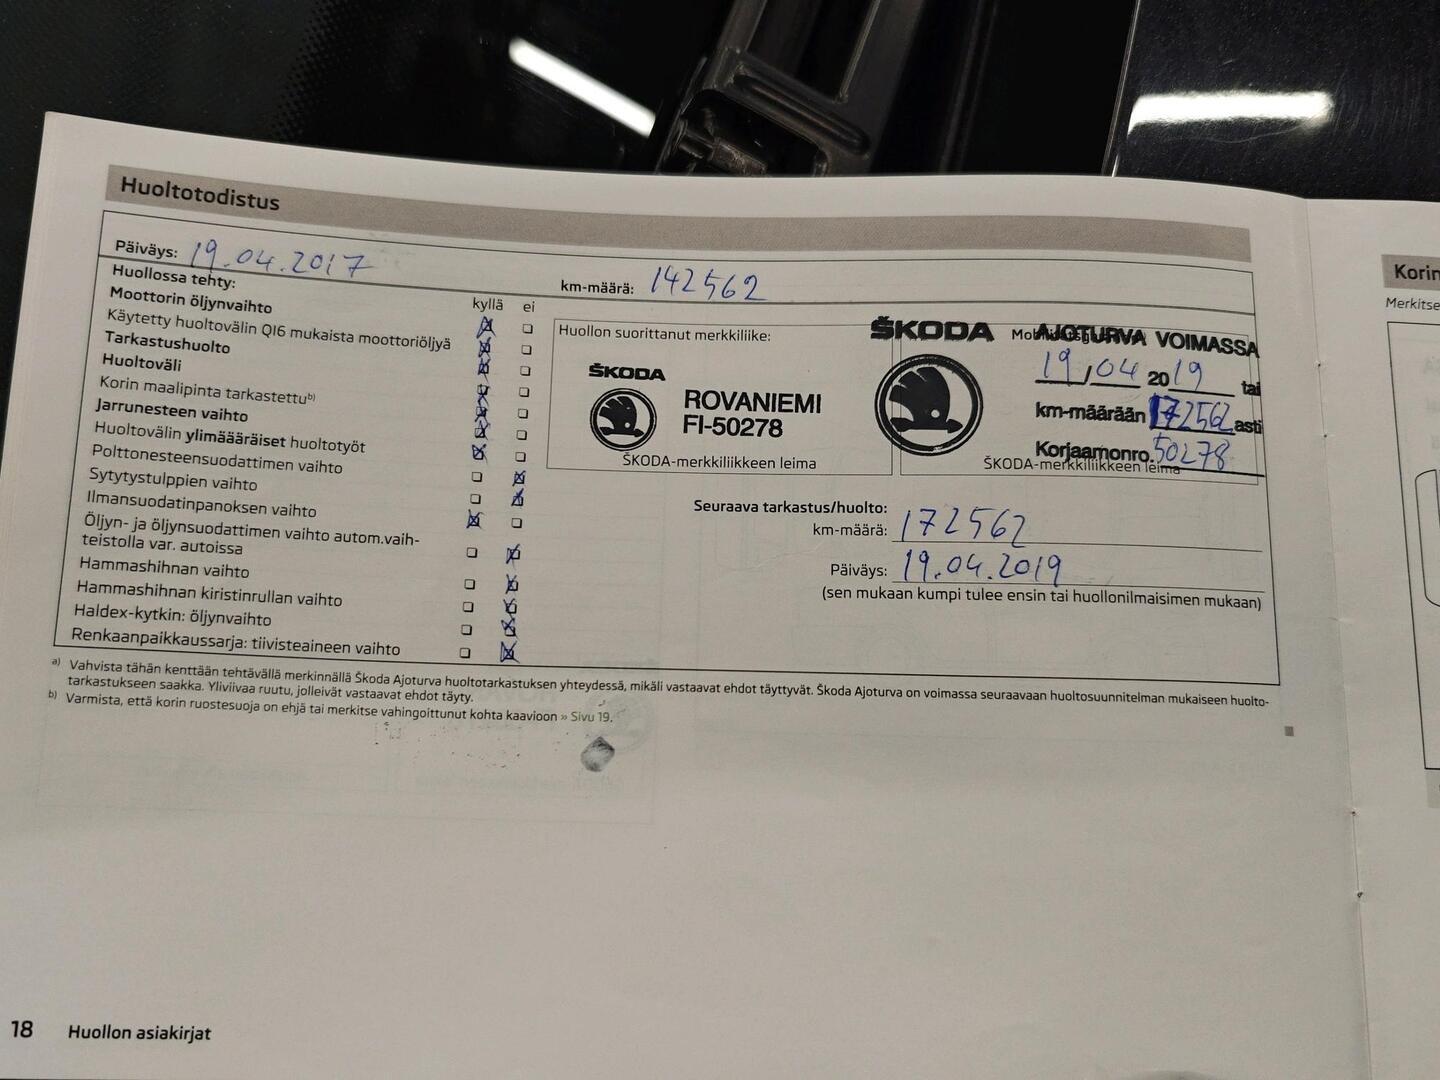 Huoltotodistus
Päiväys: 19.04.2017
km-määrä: 142562
Huollossa tehty:
kyllä ei
Moottorin öljynvaihto
Käytetty huoltovälin QI6 mukaista moottoriöljyä
Tarkastushuolto
Huoltoväli
Korin maalipinta tarkastettu b)
Jarrunesteen vaihto
Huoltovälin ylimäääräiset huoltotyöt
Polttonesteensuodattimen vaihto
Sytytystulppien vaihto
Ilmansuodatinpanoksen vaihto
Öljyn- ja öljynsuodattimen vaihto autom.vaih-
teistolla var. autoissa
Hammashihnan vaihto
Hammashihnan kiristinrullan vaihto
Haldex-kytkin: öljynvaihto
Renkaanpaikkaussarja: tiivisteaineen vaihto
Huollon suorittanut merkkiliike:
ŠKODA
ROVANIEMI
FI-50278
ŠKODA-merkkiliikkeen leima
ŠKODA
AJOTURVA VOIMASSA
19/04 2019 tai
km-määrään 172562 asti
Korjaamonro. 50278
ŠKODA-merkkiliikkeen leima
Seuraava tarkastus/huolto:
km-määrä: 172562
Päiväys: 19.04.2019
(sen mukaan kumpi tulee ensin tai huollonilmaisimen mukaan)
a) Vahvista tähän kenttään tehtävällä merkinnällä Škoda Ajoturva huoltotarkastuksen yhteydessä, mikäli vastaavat ehdot täyttyvät. Škoda Ajoturva on voimassa seuraavaan huoltosuunnitelman mukaiseen huolto-
tarkastukseen saakka. Yliviivaa ruutu, jolleivät vastaavat ehdot täyty.
b) Varmista, että korin ruostesuoja on ehjä tai merkitse vahingoittunut kohta kaavioon » Sivu 19.
18 Huollon asiakirjat
Korin
Merkitse